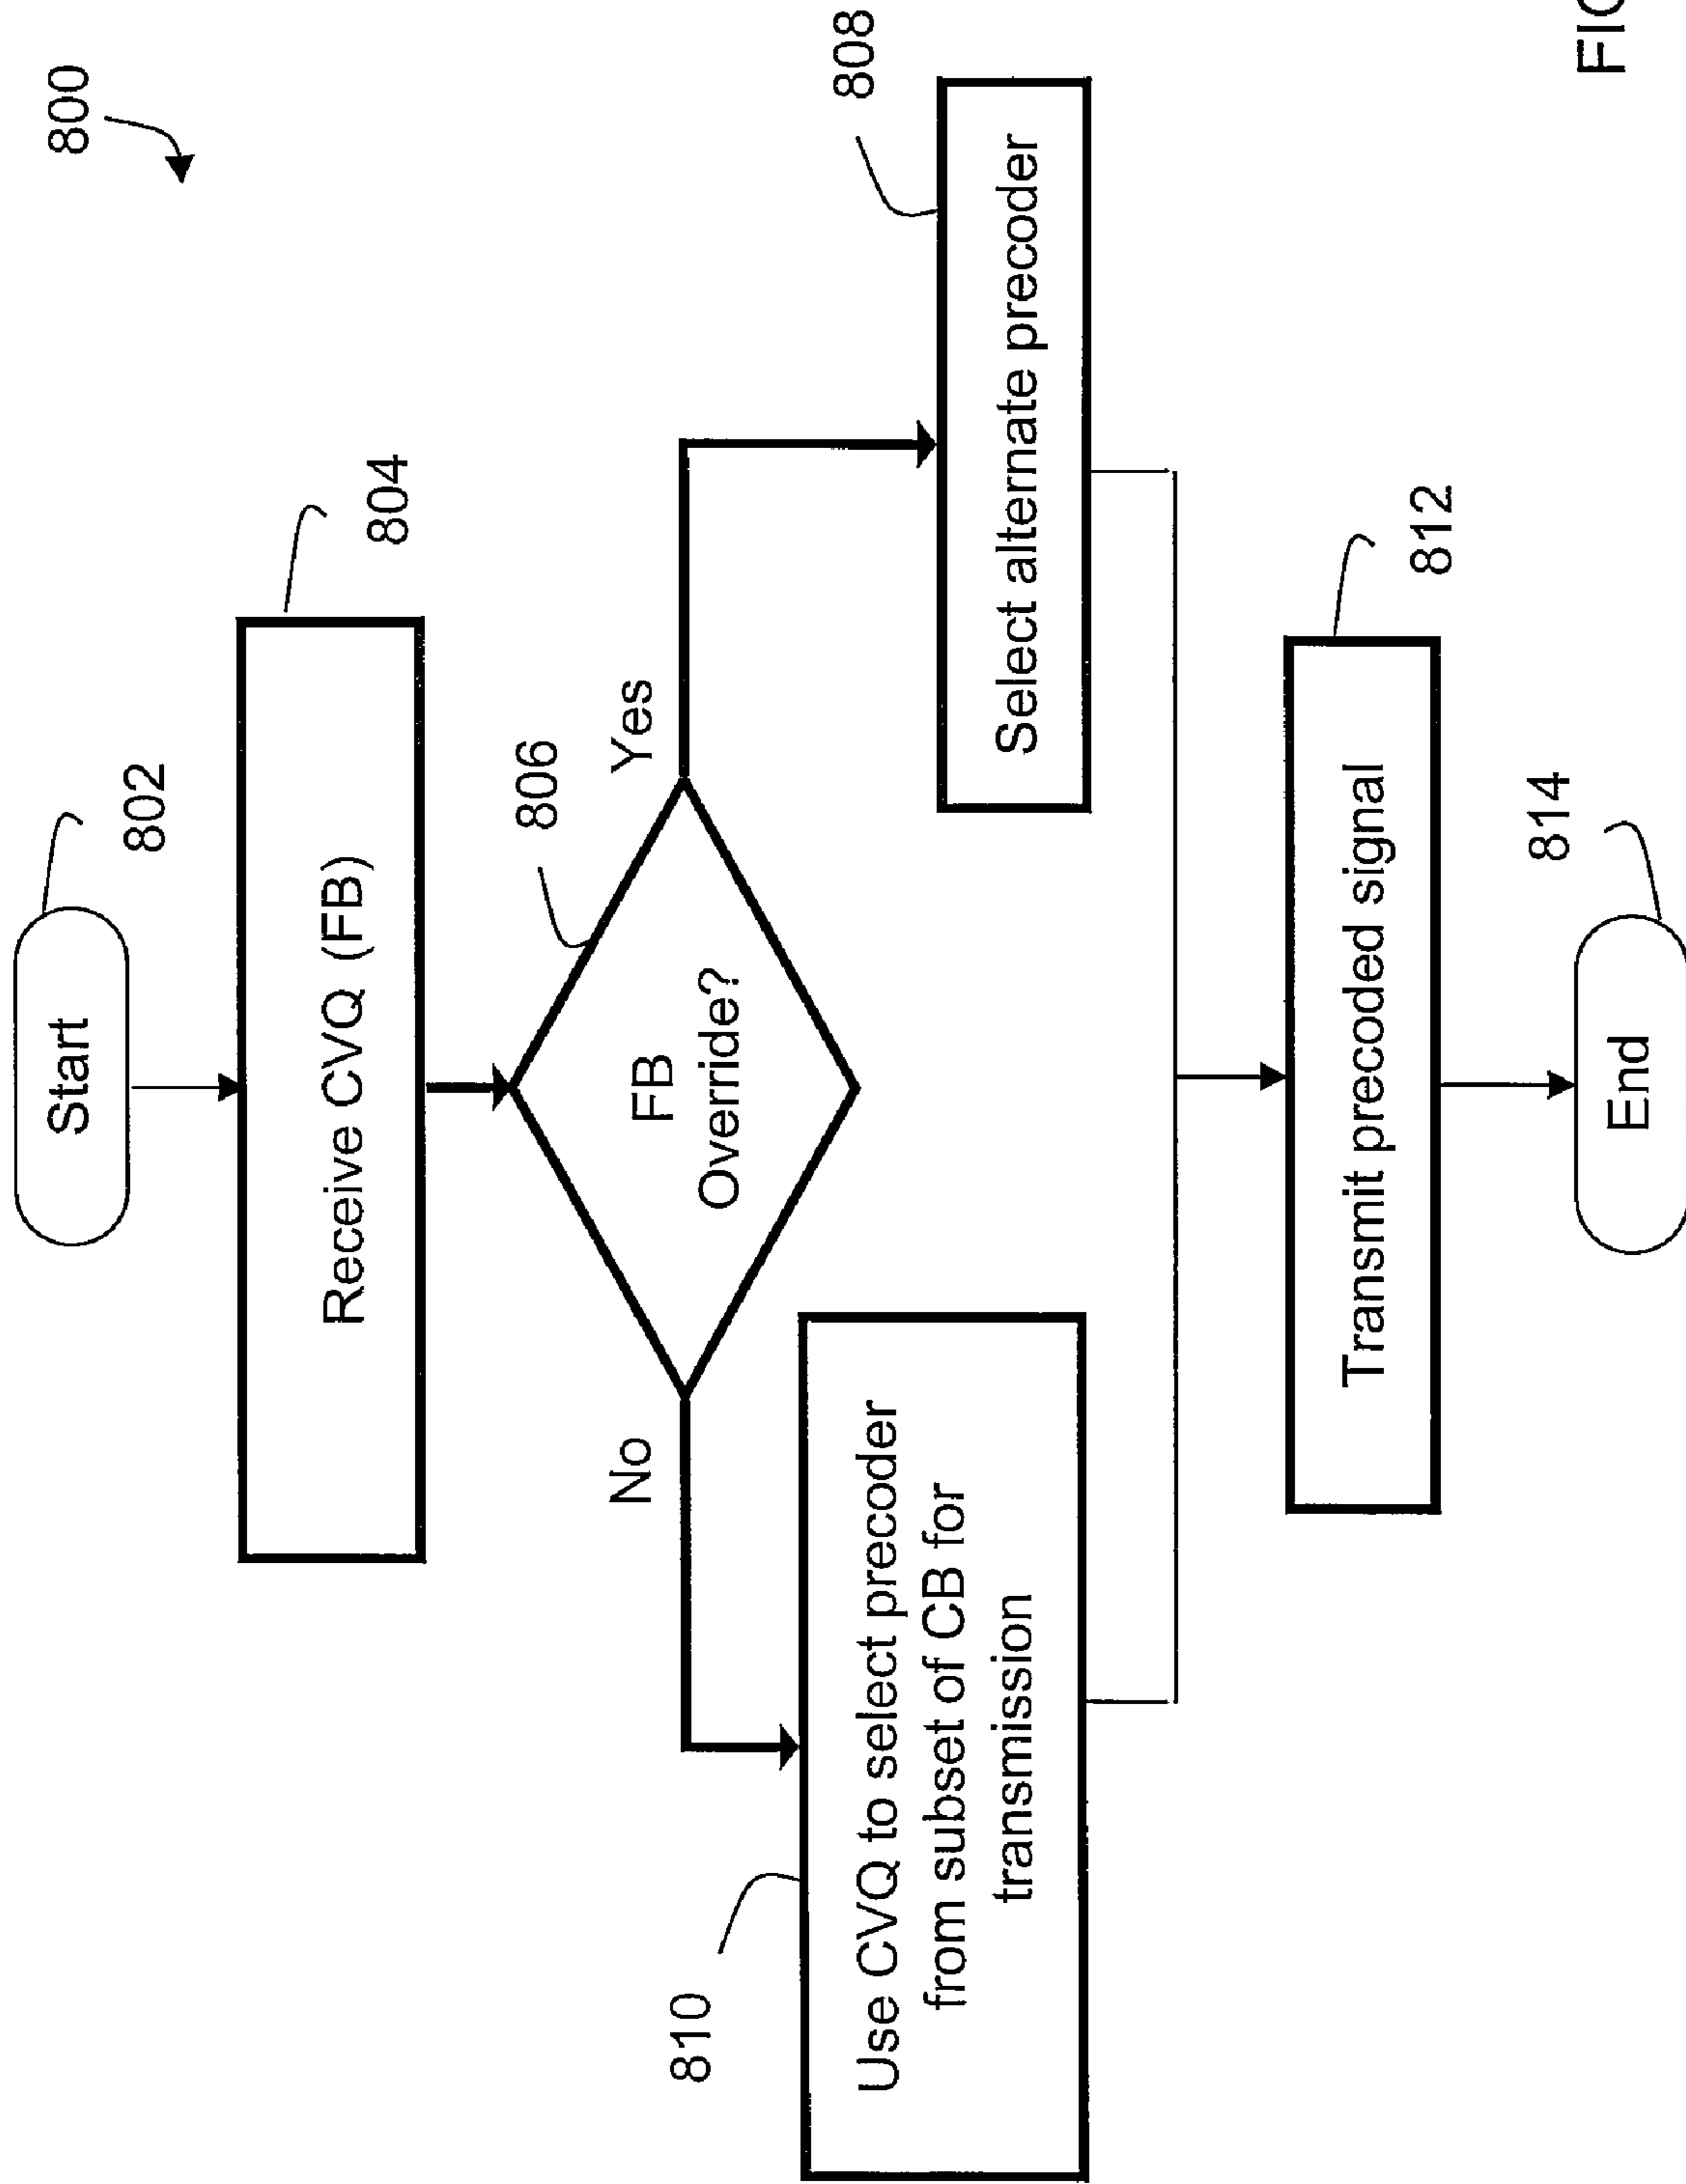 800
Start
802
Receive CVQ (FB)
804
FB
Override?
806
Yes
No
Select alternate precoder
808
810
Use CVQ to select precoder
from subset of CB for
transmission
Transmit precoded signal
812
End
814